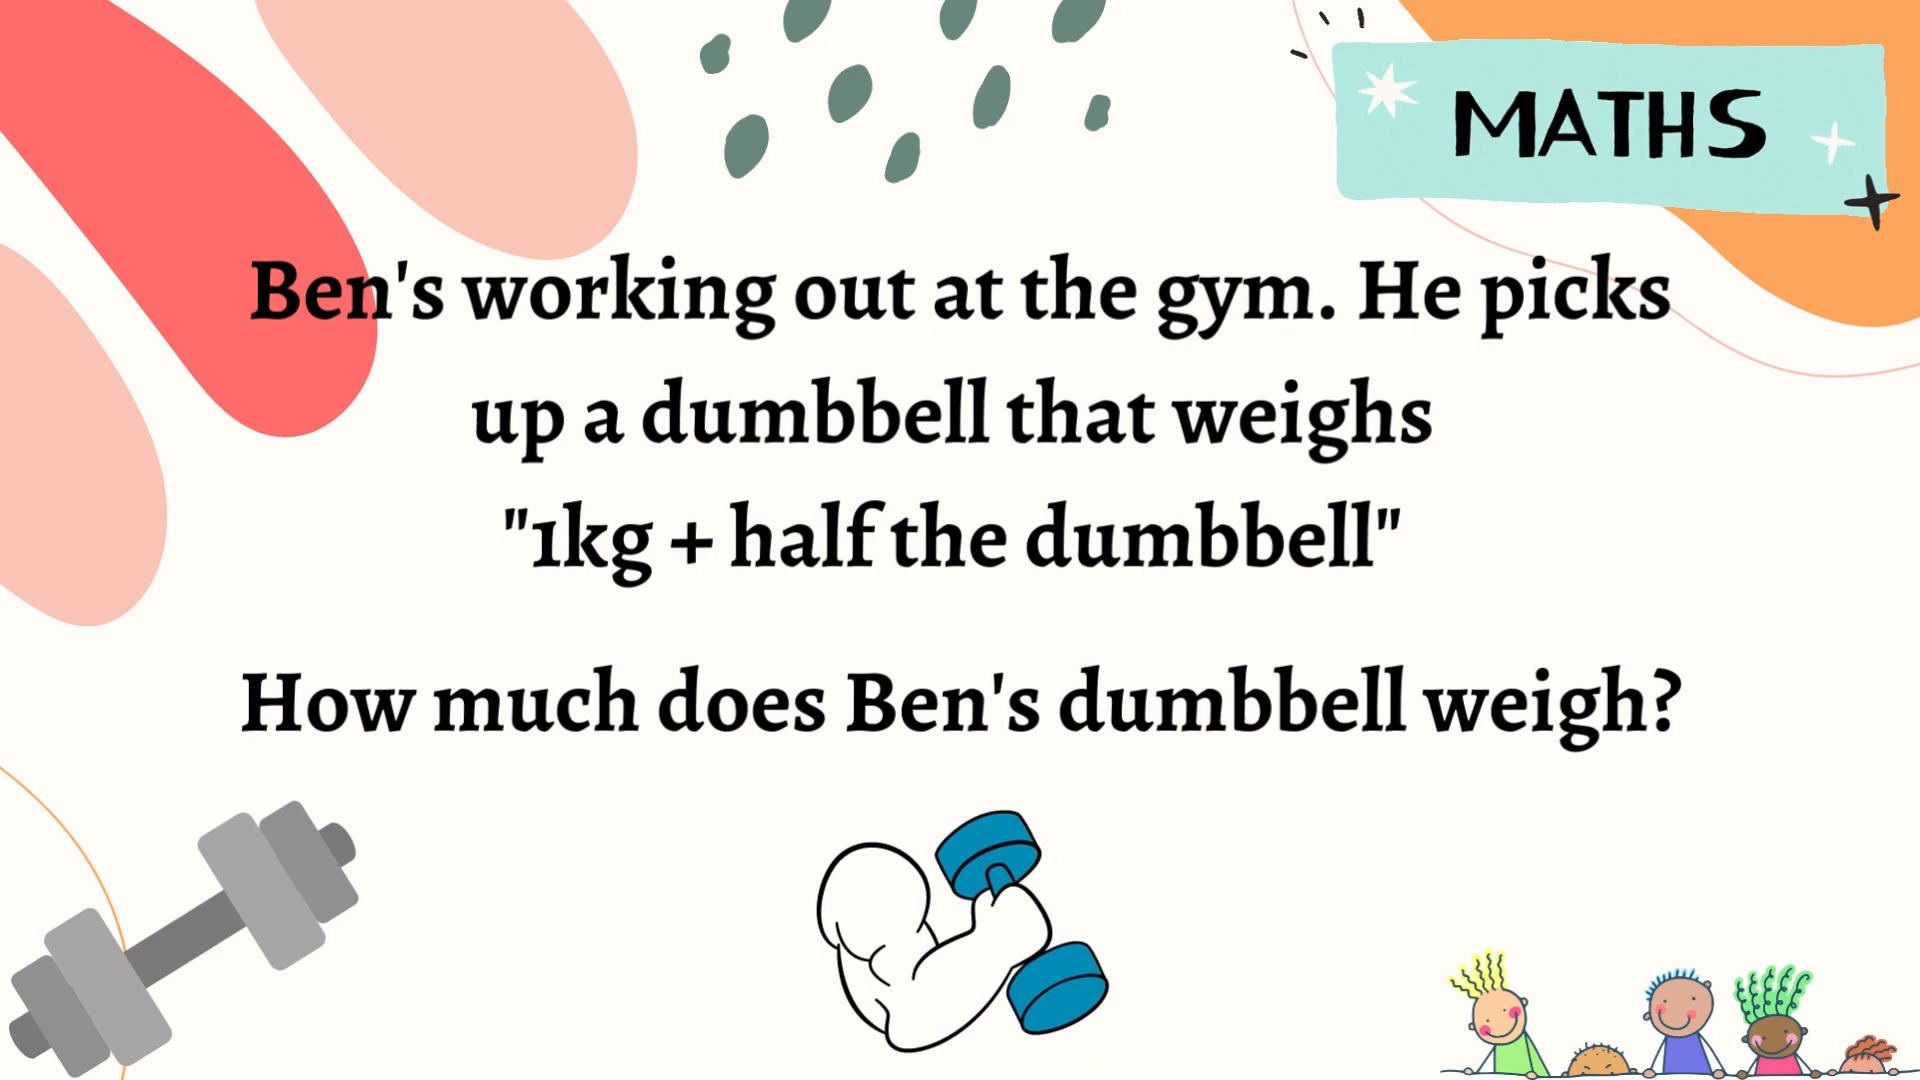 MATHS
Ben's working out at the gym. He picks
up a dumbbell that weighs
"1kg + half the dumbbell"
How much does Ben's dumbbell weigh?